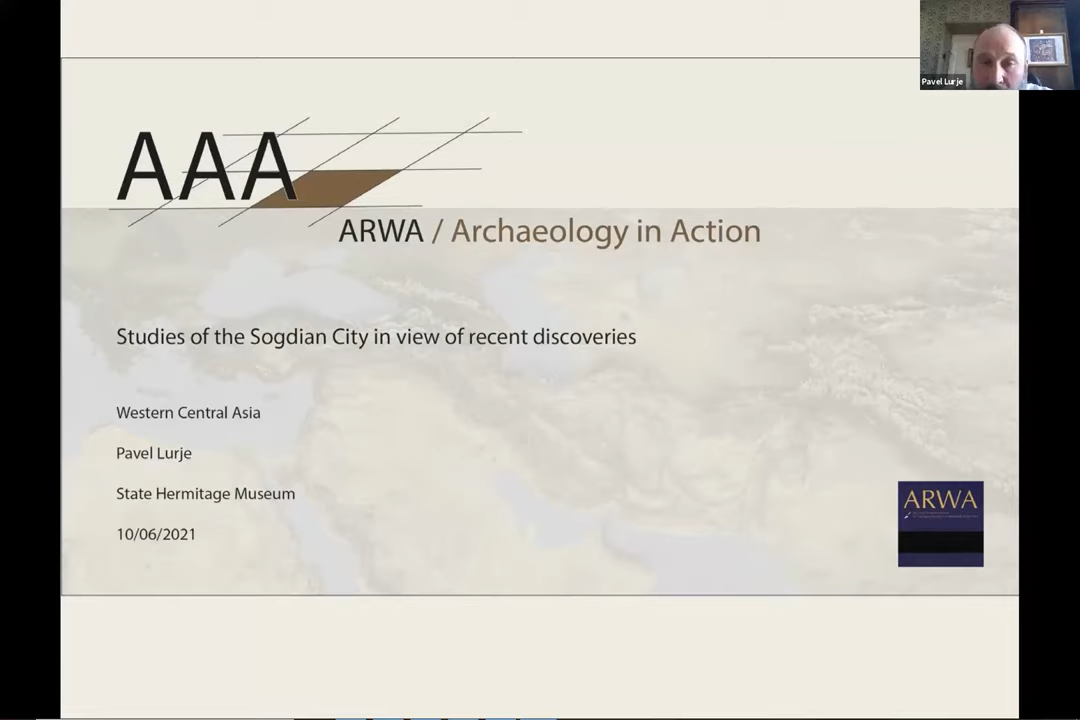 Pavel Lurje
AAA
ARWA / Archaeology in Action
Studies of the Sogdian City in view of recent discoveries
Western Central Asia
Pavel Lurje
State Hermitage Museum
10/06/2021
ARWA